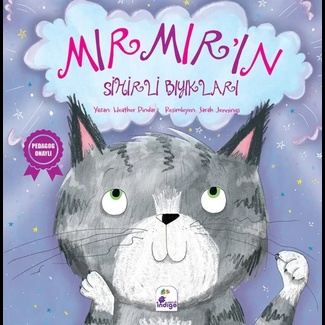 MIRMIR'IN
SİHİRLİ BIYIKLARI
Yazan: Heather Pindar Resimleyen: Sarah Jennings
PEDAGOG
ONAYLI
indigo